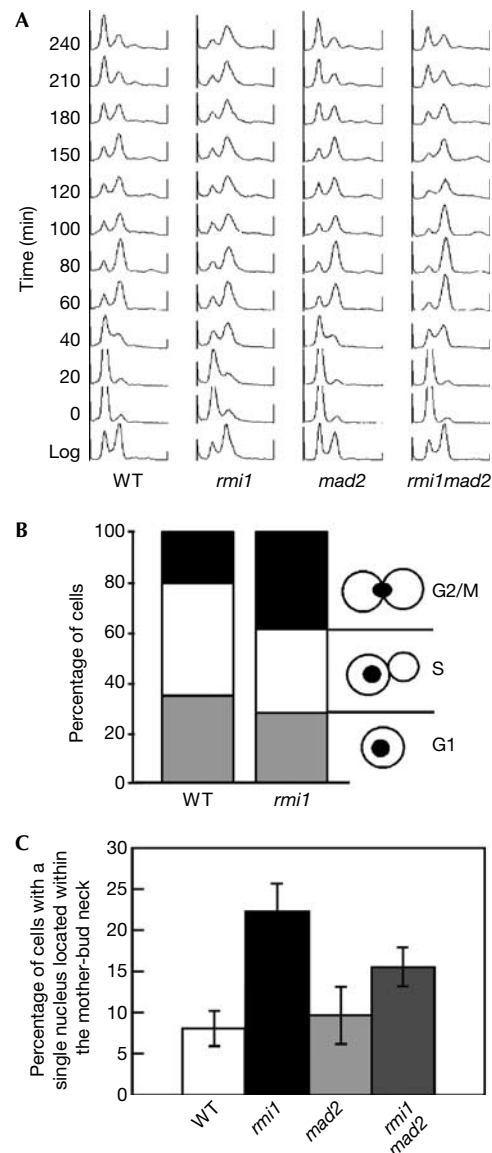 A
240
210
180
150
120
100
80
60
40
20
0
Log
Time (min)
WT
rmi1
mad2
rmi1mad2
B
Percentage of cells
100
80
60
40
20
0
WT
rmi1
G2/M
S
G1
C
Percentage of cells with a
single nucleus located within
the mother-bud neck
30
25
20
15
10
5
0
WT
rmi1
mad2
rmi1
mad2